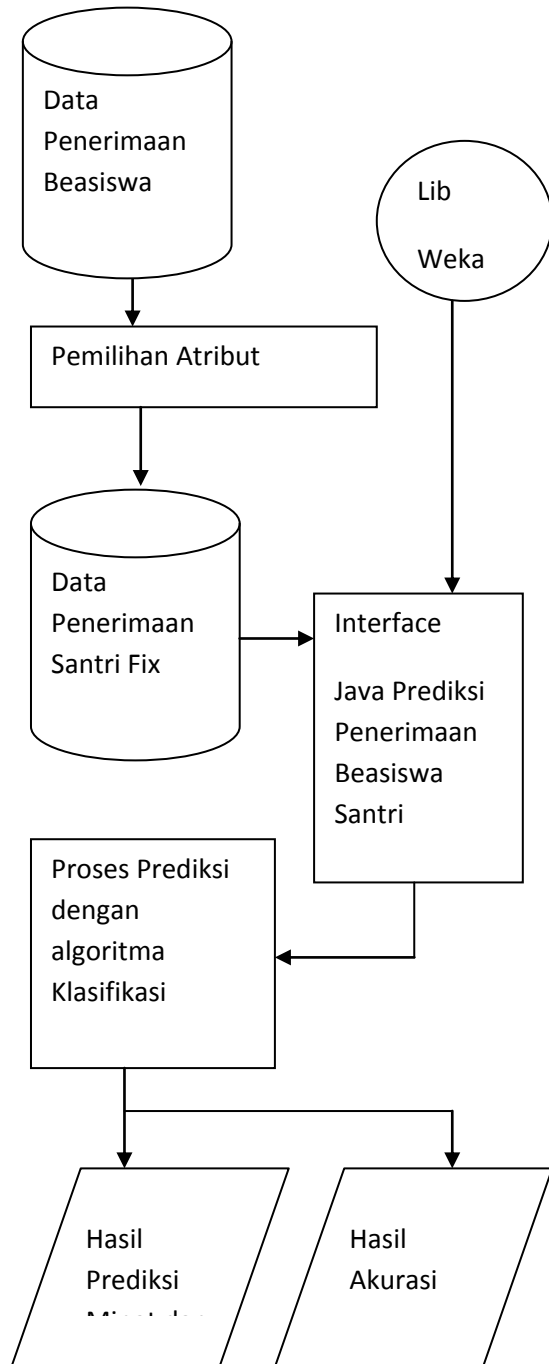 Data
Penerimaan
Beasiswa
Lib
Weka
Pemilihan Atribut
Data
Penerimaan
Santri Fix
Interface
Java Prediksi
Penerimaan
Beasiswa
Santri
Proses Prediksi
dengan
algoritma
Klasifikasi
Hasil
Prediksi
Hasil
Akurasi